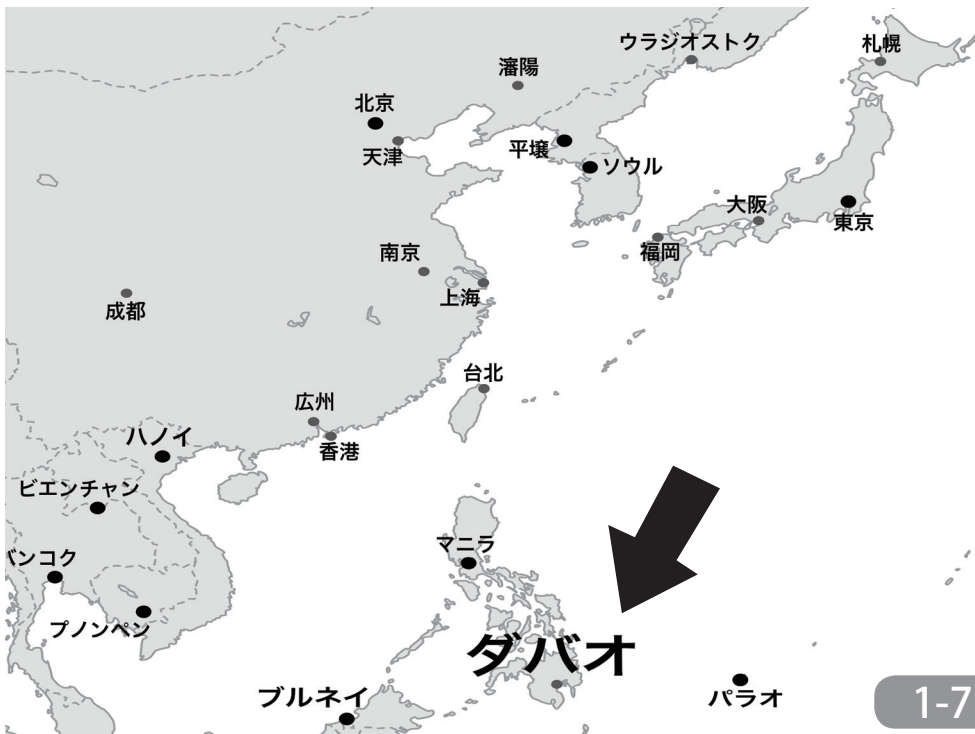 ウラジオストク
札幌
瀋陽
北京
天津
平壌
ソウル
大阪
東京
福岡
南京
上海
成都
台北
広州
香港
ハノイ
ビエンチャン
マニラ
バンコク
プノンペン
ダバオ
ブルネイ
パラオ
1-7